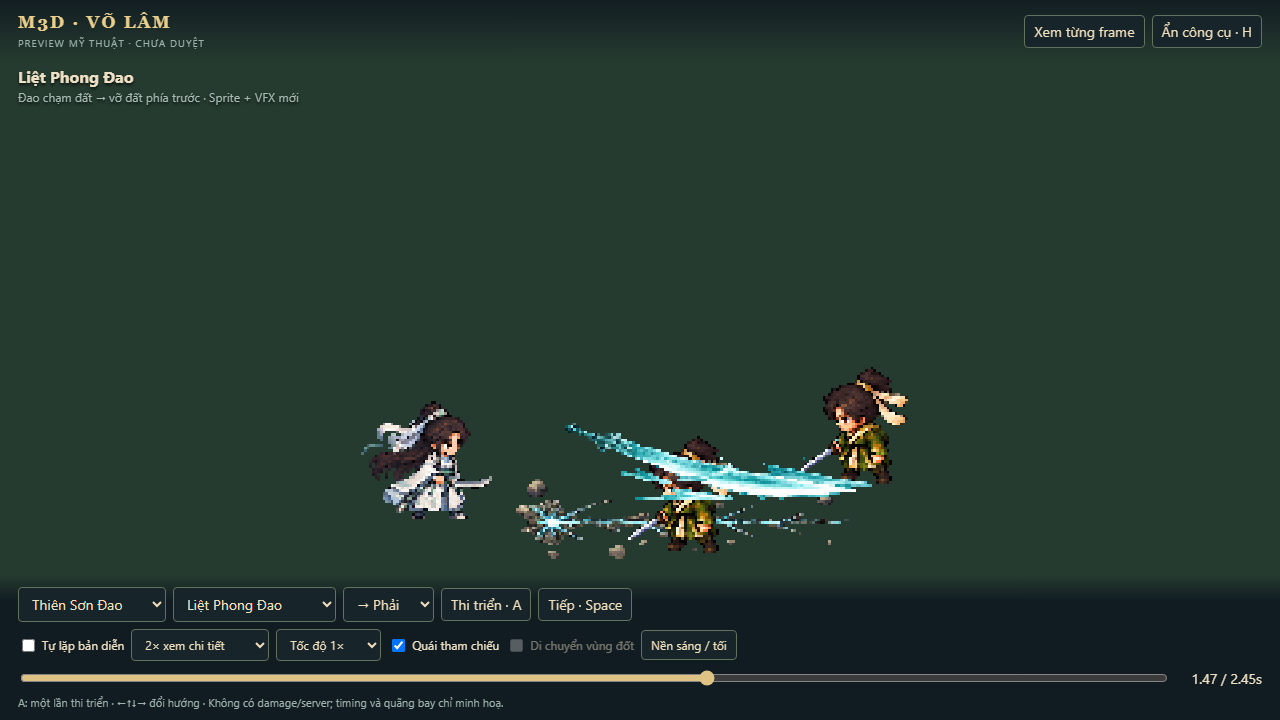 M3D · VÕ LÂM
PREVIEW MỸ THUẬT · CHƯA DUYỆT
Xem từng frame
Ẩn công cụ · H
Liệt Phong Đao
Đao chạm đất → vỡ đất phía trước · Sprite + VFX mới
Thiên Sơn Đao
Liệt Phong Đao
→ Phải
Thi triển · A
Tiếp · Space
Tự lặp bản diễn
2× xem chi tiết
Tốc độ 1×
Quái tham chiếu
Di chuyển vùng đốt
Nền sáng / tối
1.47 / 2.45s
A: một lần thi triển · ←↑↓→ đổi hướng · Không có damage/server; timing và quãng bay chỉ minh hoạ.